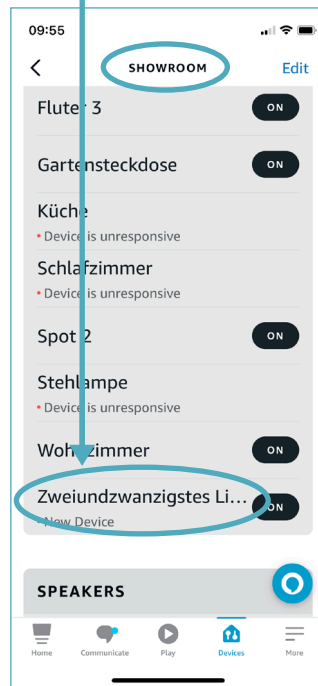 09:55
SHOWROOM Edit
Fluter 3 ON
Gartensteckdose ON
Küche
• Device is unresponsive
Schlafzimmer
• Device is unresponsive
Spot 2 ON
Stehlampe
• Device is unresponsive
Wohnzimmer ON
Zweiundzwanzigstes Li... ON
• New Device
SPEAKERS
Home Communicate Play Devices More